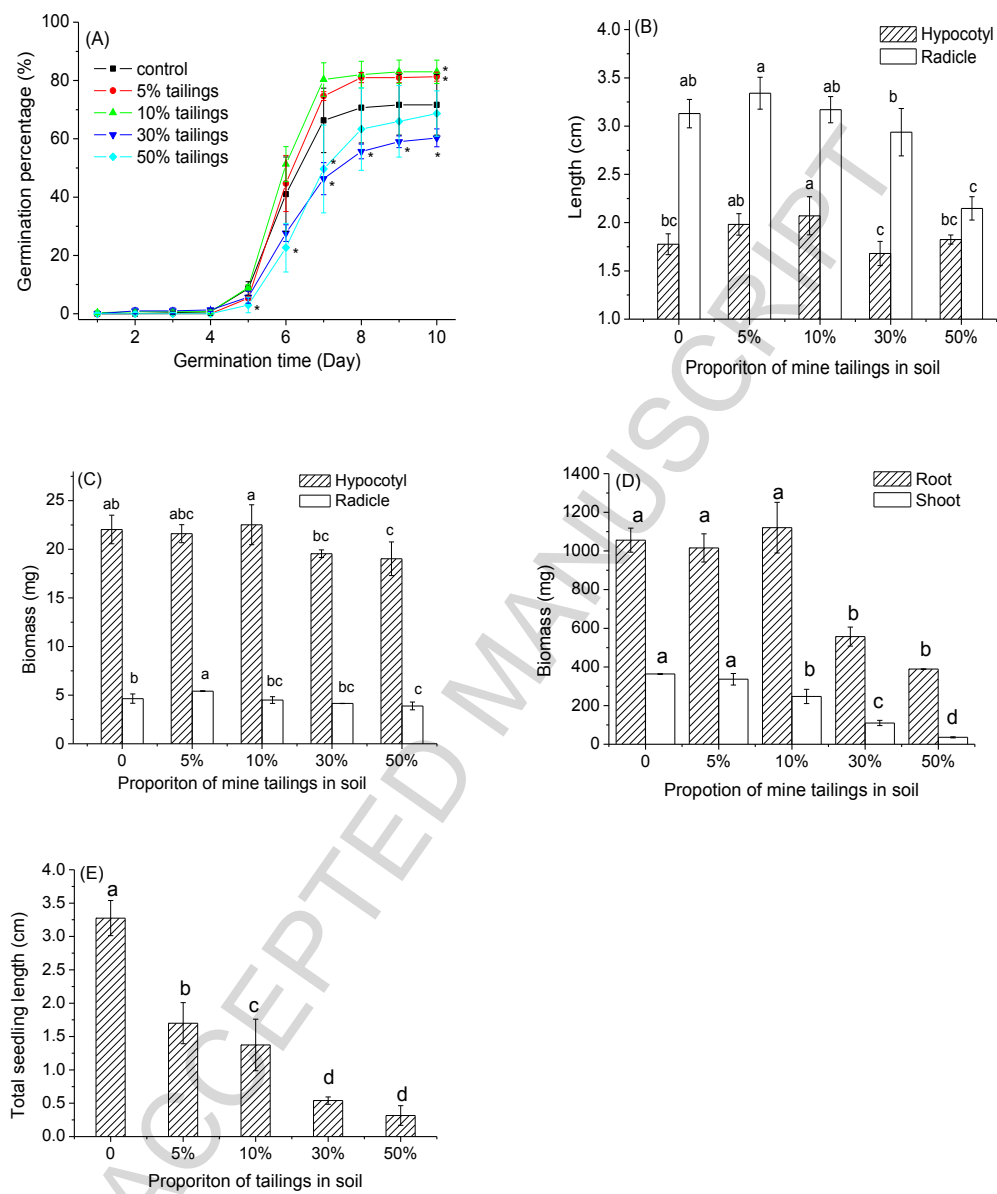 (A)
100
80
60
40
20
0
control
5% tailings
10% tailings
30% tailings
50% tailings
*
*
*
*
*
*
*
*
*
2 4 6 8 10
Germination percentage (%)
Germination time (Day)
(B)
Hypocotyl
Radicle
4.0
3.5
3.0
2.5
2.0
1.5
1.0
bc ab ab ab a ab c b bc c
0 5% 10% 30% 50%
Length (cm)
Proporiton of mine tailings in soil
(C)
Hypocotyl
Radicle
25
20
15
10
5
0
ab b abc a a bc bc bc c c
0 5% 10% 30% 50%
Biomass (mg)
Proporiton of mine tailings in soil
(D)
Root
Shoot
1400
1200
1000
800
600
400
200
0
a a a a a b b c b d
0 5% 10% 30% 50%
Biomass (mg)
Propotion of mine tailings in soil
(E)
4.0
3.5
3.0
2.5
2.0
1.5
1.0
0.5
0.0
a b c d d
0 5% 10% 30% 50%
Total seedling length (cm)
Proporiton of tailings in soil
ACCEPTED MANUSCRIPT